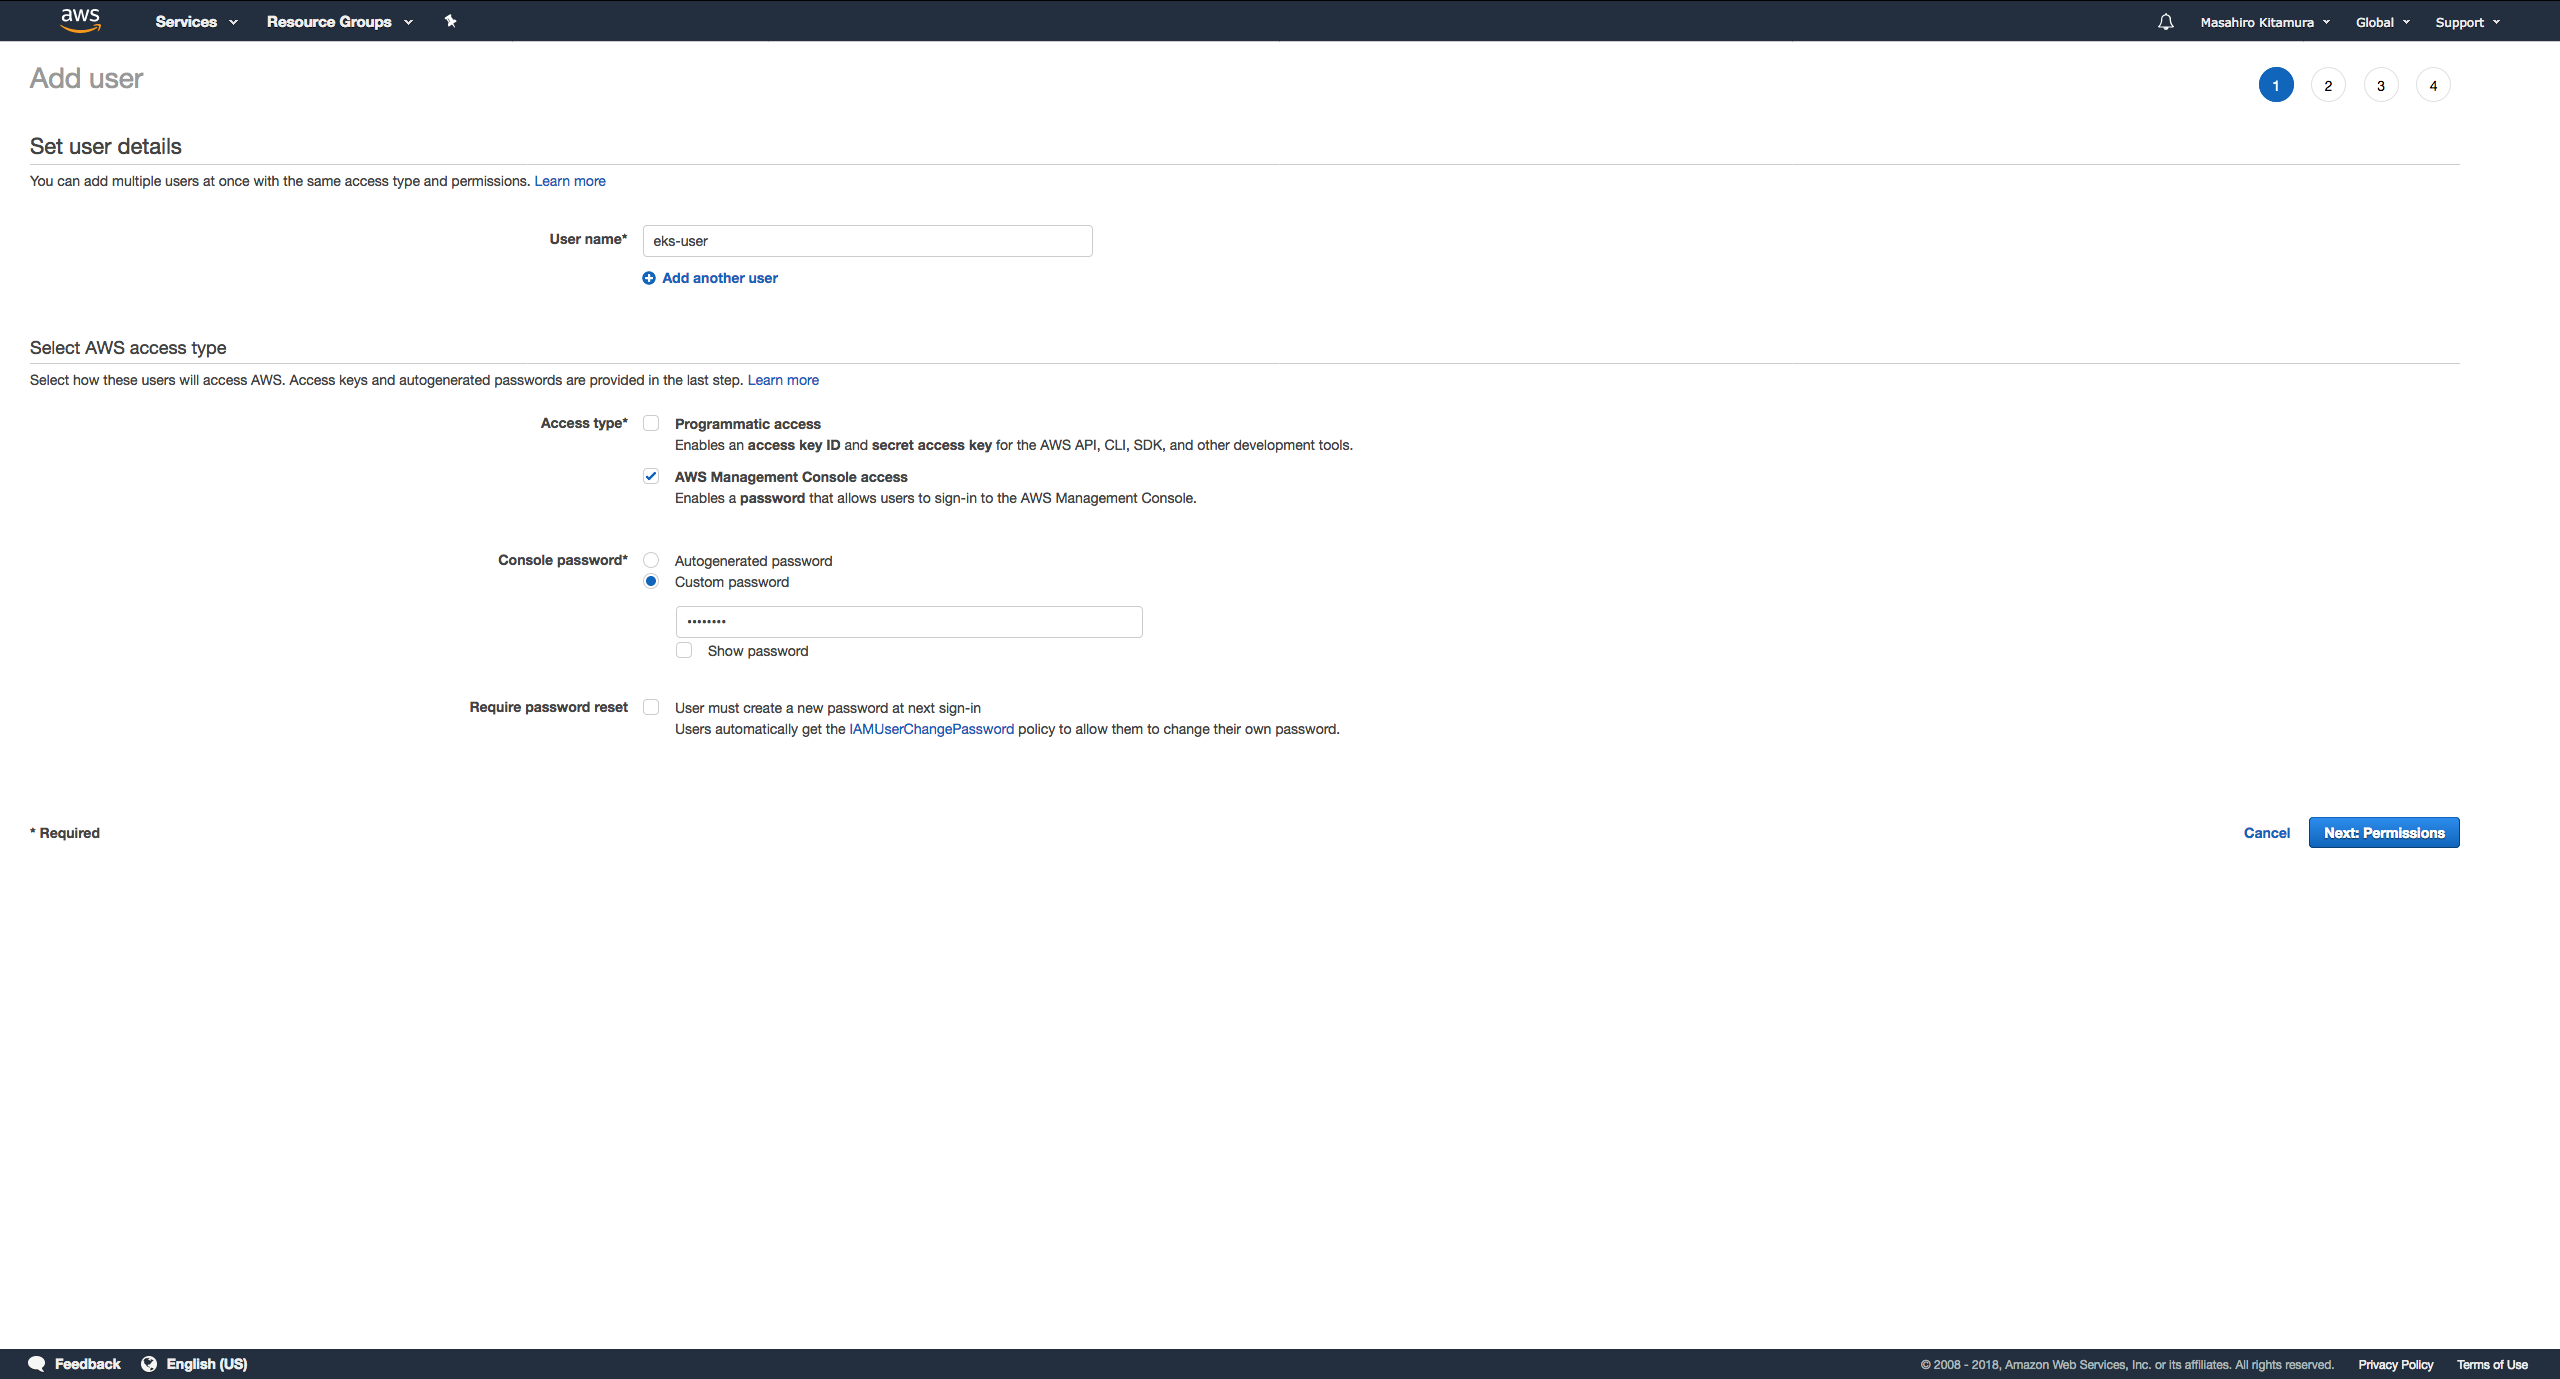 aws Services Resource Groups Masahiro Kitamura Global Support
Add user 1 2 3 4
Set user details
You can add multiple users at once with the same access type and permissions. Learn more
User name* eks-user
Add another user
Select AWS access type
Select how these users will access AWS. Access keys and autogenerated passwords are provided in the last step. Learn more
Access type* Programmatic access
Enables an access key ID and secret access key for the AWS API, CLI, SDK, and other development tools.
AWS Management Console access
Enables a password that allows users to sign-in to the AWS Management Console.
Console password* Autogenerated password
Custom password
••••••••
Show password
Require password reset User must create a new password at next sign-in
Users automatically get the IAMUserChangePassword policy to allow them to change their own password.
* Required Cancel Next: Permissions
Feedback English (US) © 2008 - 2018, Amazon Web Services, Inc. or its affiliates. All rights reserved. Privacy Policy Terms of Use